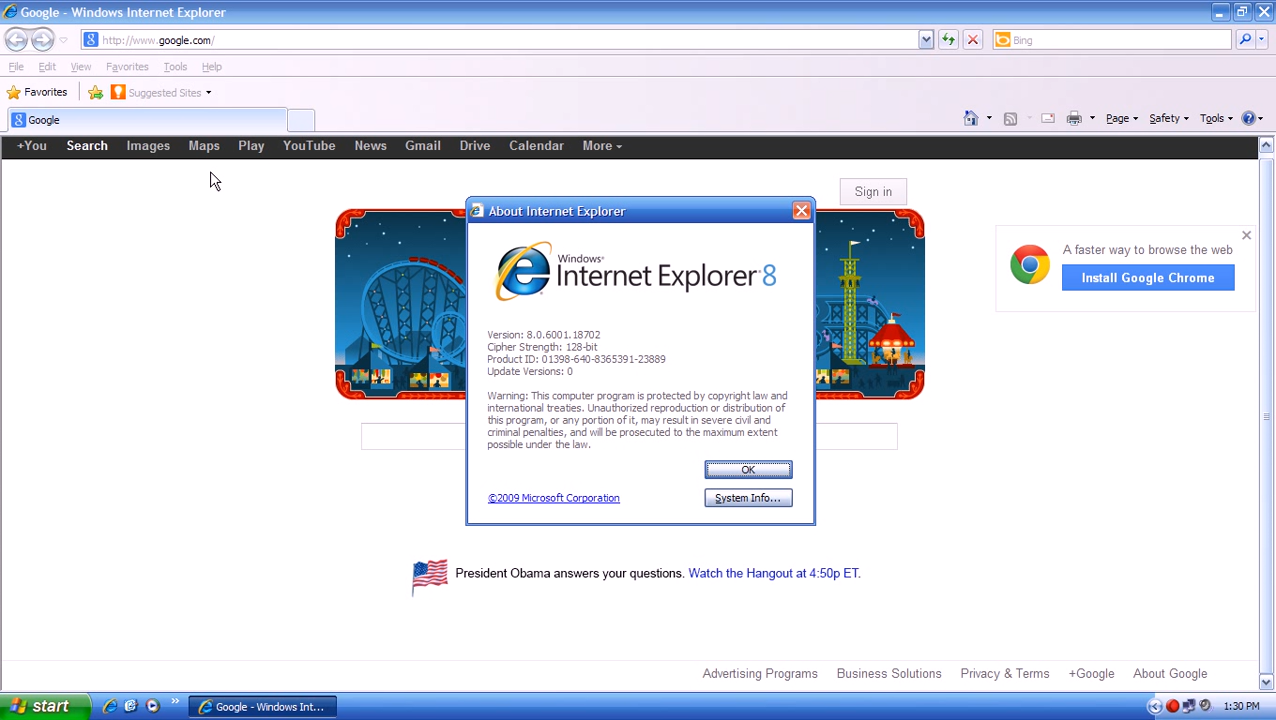 Google - Windows Internet Explorer
http://www.google.com/
Bing
File Edit View Favorites Tools Help
Favorites Suggested Sites
Google
Page Safety Tools
+You Search Images Maps Play YouTube News Gmail Drive Calendar More
Sign in
A faster way to browse the web
Install Google Chrome
About Internet Explorer
Windows®
Internet Explorer 8
Version: 8.0.6001.18702
Cipher Strength: 128-bit
Product ID: 01398-640-8365391-23889
Update Versions: 0
Warning: This computer program is protected by copyright law and
international treaties. Unauthorized reproduction or distribution of
this program, or any portion of it, may result in severe civil and
criminal penalties, and will be prosecuted to the maximum extent
possible under the law.
OK
©2009 Microsoft Corporation
System Info...
President Obama answers your questions. Watch the Hangout at 4:50p ET.
Advertising Programs Business Solutions Privacy & Terms +Google About Google
start
Google - Windows Int...
1:30 PM